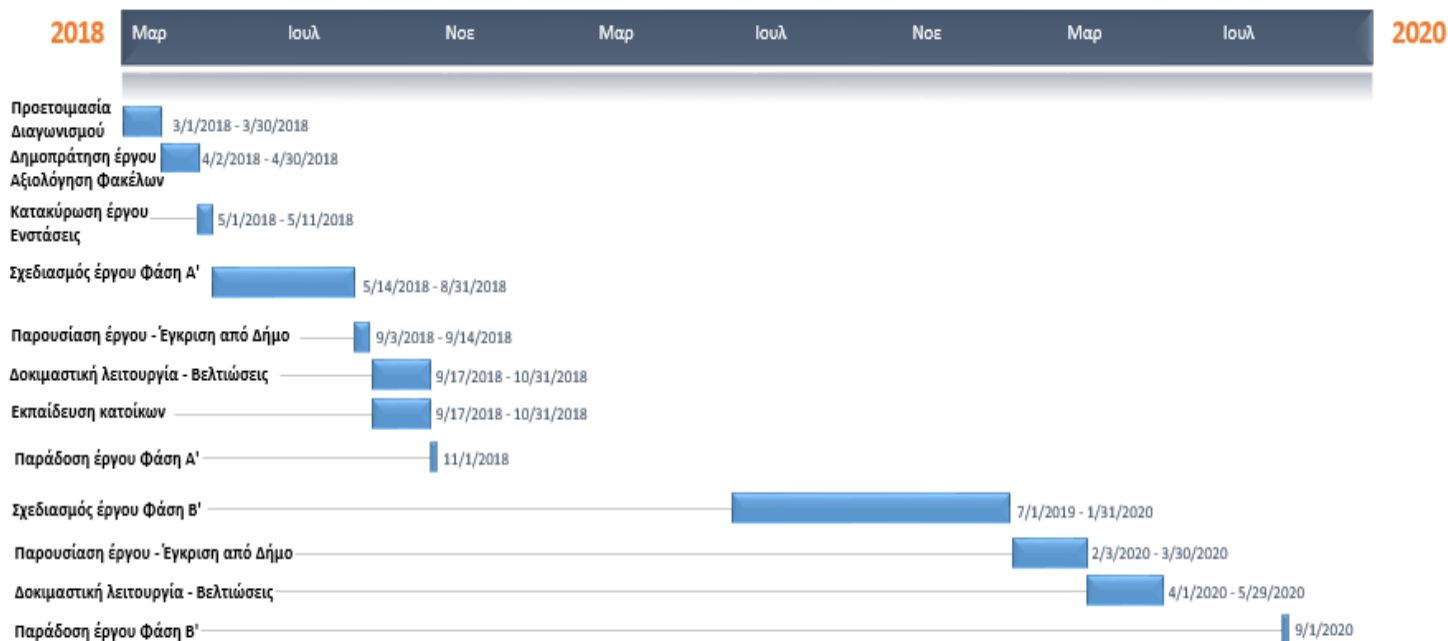 2018 Μαρ Ιουλ Νοε Μαρ Ιουλ Νοε Μαρ Ιουλ 2020
Προετοιμασία
Διαγωνισμού
3/1/2018 - 3/30/2018
Δημοπράτηση έργου
Αξιολόγηση Φακέλων
4/2/2018 - 4/30/2018
Κατακύρωση έργου
Ενστάσεις
5/1/2018 - 5/11/2018
Σχεδιασμός έργου Φάση Α'
5/14/2018 - 8/31/2018
Παρουσίαση έργου - Έγκριση από Δήμο 9/3/2018 - 9/14/2018
Δοκιμαστική λειτουργία - Βελτιώσεις 9/17/2018 - 10/31/2018
Εκπαίδευση κατοίκων 9/17/2018 - 10/31/2018
Παράδοση έργου Φάση Α' 11/1/2018
Σχεδιασμός έργου Φάση Β' 7/1/2019 - 1/31/2020
Παρουσίαση έργου - Έγκριση από Δήμο 2/3/2020 - 3/30/2020
Δοκιμαστική λειτουργία - Βελτιώσεις 4/1/2020 - 5/29/2020
Παράδοση έργου Φάση Β' 9/1/2020